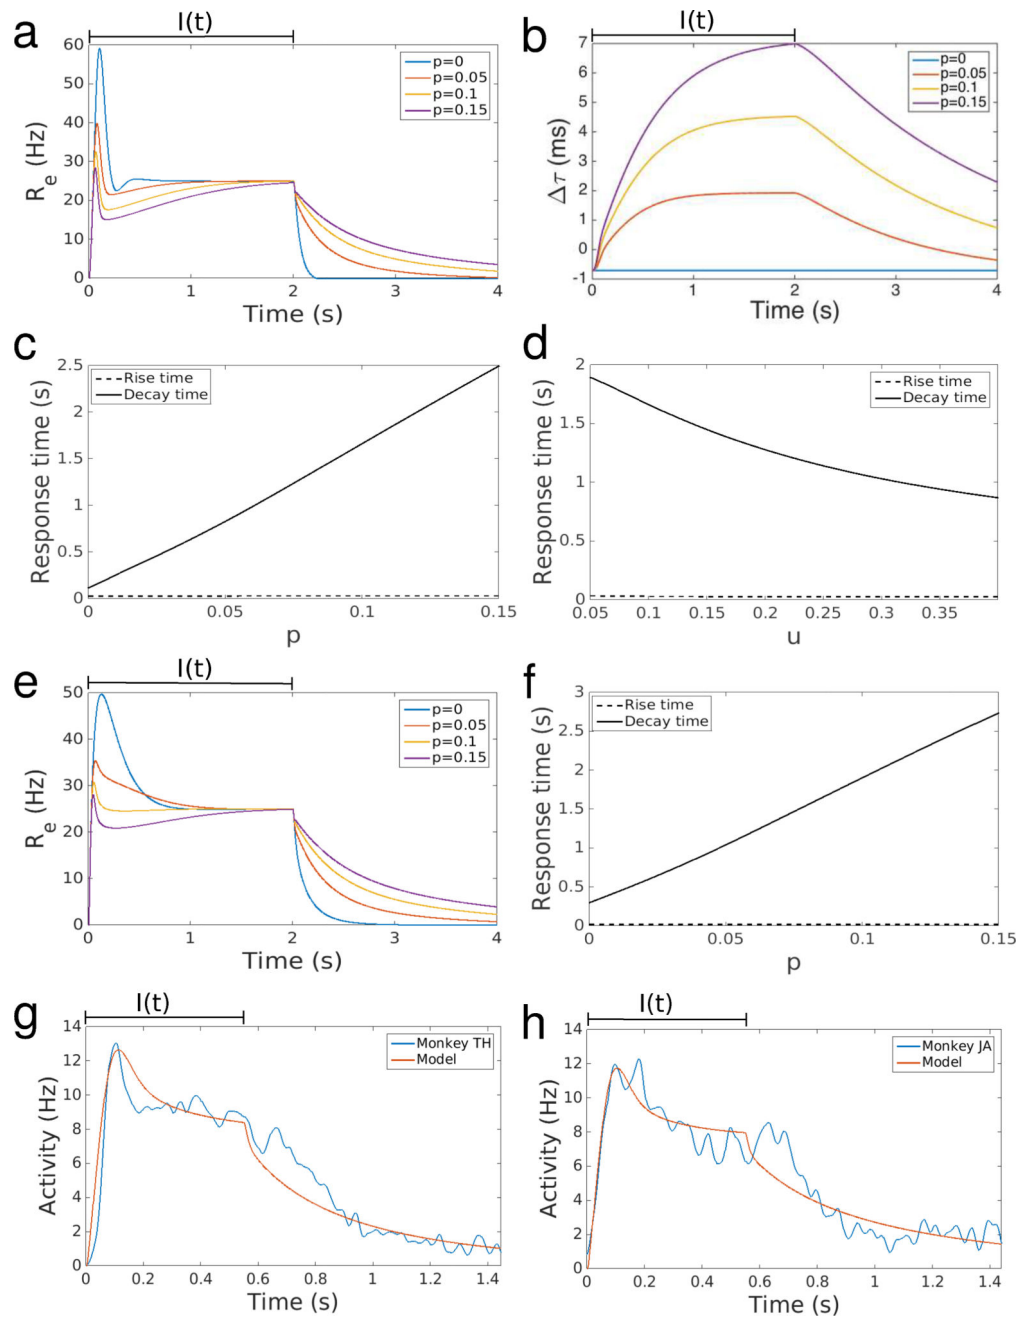 a
I(t)
60
50
40
30
20
10
0
R_e (Hz)
p=0
p=0.05
p=0.1
p=0.15
0 1 2 3 4
Time (s)
b
I(t)
7
6
5
4
3
2
1
0
-1
Δτ (ms)
p=0
p=0.05
p=0.1
p=0.15
0 1 2 3 4
Time (s)
c
2.5
2
1.5
1
0.5
0
Response time (s)
Rise time
Decay time
0 0.05 0.1 0.15
p
d
2
1.5
1
0.5
0
Response time (s)
Rise time
Decay time
0.05 0.1 0.15 0.2 0.25 0.3 0.35
u
e
I(t)
50
40
30
20
10
0
R_e (Hz)
p=0
p=0.05
p=0.1
p=0.15
0 1 2 3 4
Time (s)
f
3
2.5
2
1.5
1
0.5
0
Response time (s)
Rise time
Decay time
0 0.05 0.1 0.15
p
g
I(t)
14
12
10
8
6
4
2
0
Activity (Hz)
Monkey TH
Model
0 0.2 0.4 0.6 0.8 1 1.2 1.4
Time (s)
h
I(t)
14
12
10
8
6
4
2
0
Activity (Hz)
Monkey JA
Model
0 0.2 0.4 0.6 0.8 1 1.2 1.4
Time (s)